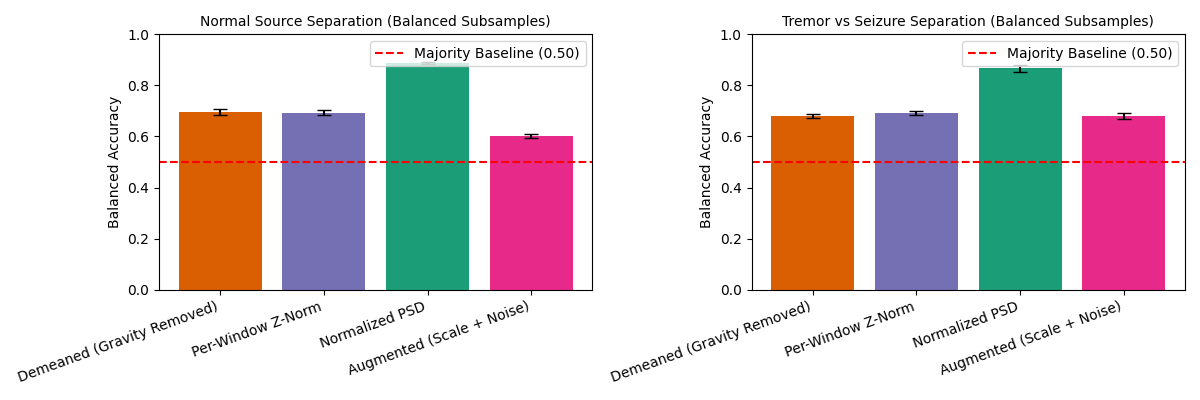 Normal Source Separation (Balanced Subsamples)
Majority Baseline (0.50)
Balanced Accuracy
1.0
0.8
0.6
0.4
0.2
0.0
Demeaned (Gravity Removed)
Per-Window Z-Norm
Normalized PSD
Augmented (Scale + Noise)
Tremor vs Seizure Separation (Balanced Subsamples)
Majority Baseline (0.50)
Balanced Accuracy
1.0
0.8
0.6
0.4
0.2
0.0
Demeaned (Gravity Removed)
Per-Window Z-Norm
Normalized PSD
Augmented (Scale + Noise)